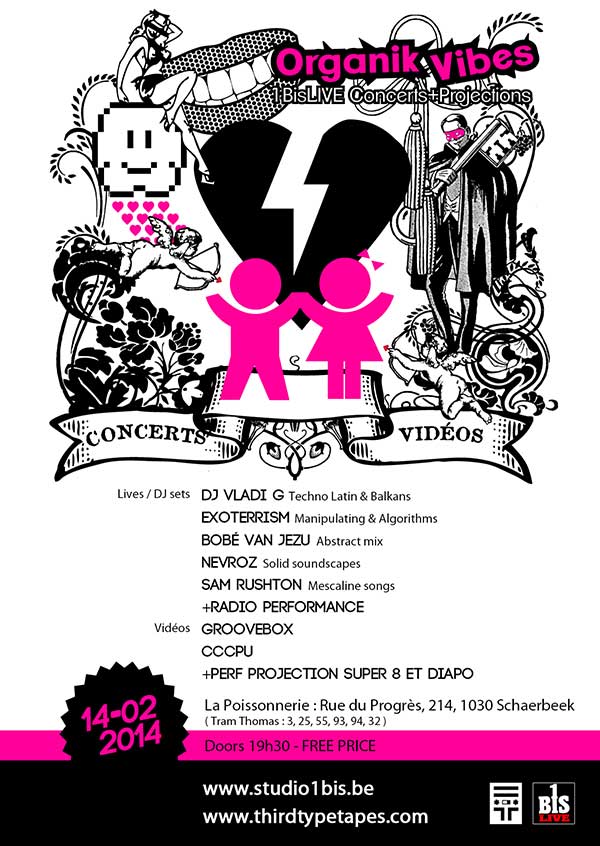 Organik Vibes
1BisLIVE Concerts+Projections
CONCERTS VIDÉOS
Lives / DJ sets DJ VLADI G Techno Latin & Balkans
EXOTERRISM Manipulating & Algorithms
BOBÉ VAN JEZU Abstract mix
NEVROZ Solid soundscapes
SAM RUSHTON Mescaline songs
+RADIO PERFORMANCE
Vidéos GROOVEBOX
CCCPU
+PERF PROJECTION SUPER 8 ET DIAPO
14-02
2014
La Poissonnerie : Rue du Progrès, 214, 1030 Schaerbeek
( Tram Thomas : 3, 25, 55, 93, 94, 32 )
Doors 19h30 - FREE PRICE
www.studio1bis.be
www.thirdtypetapes.com
1
BIS
LIVE